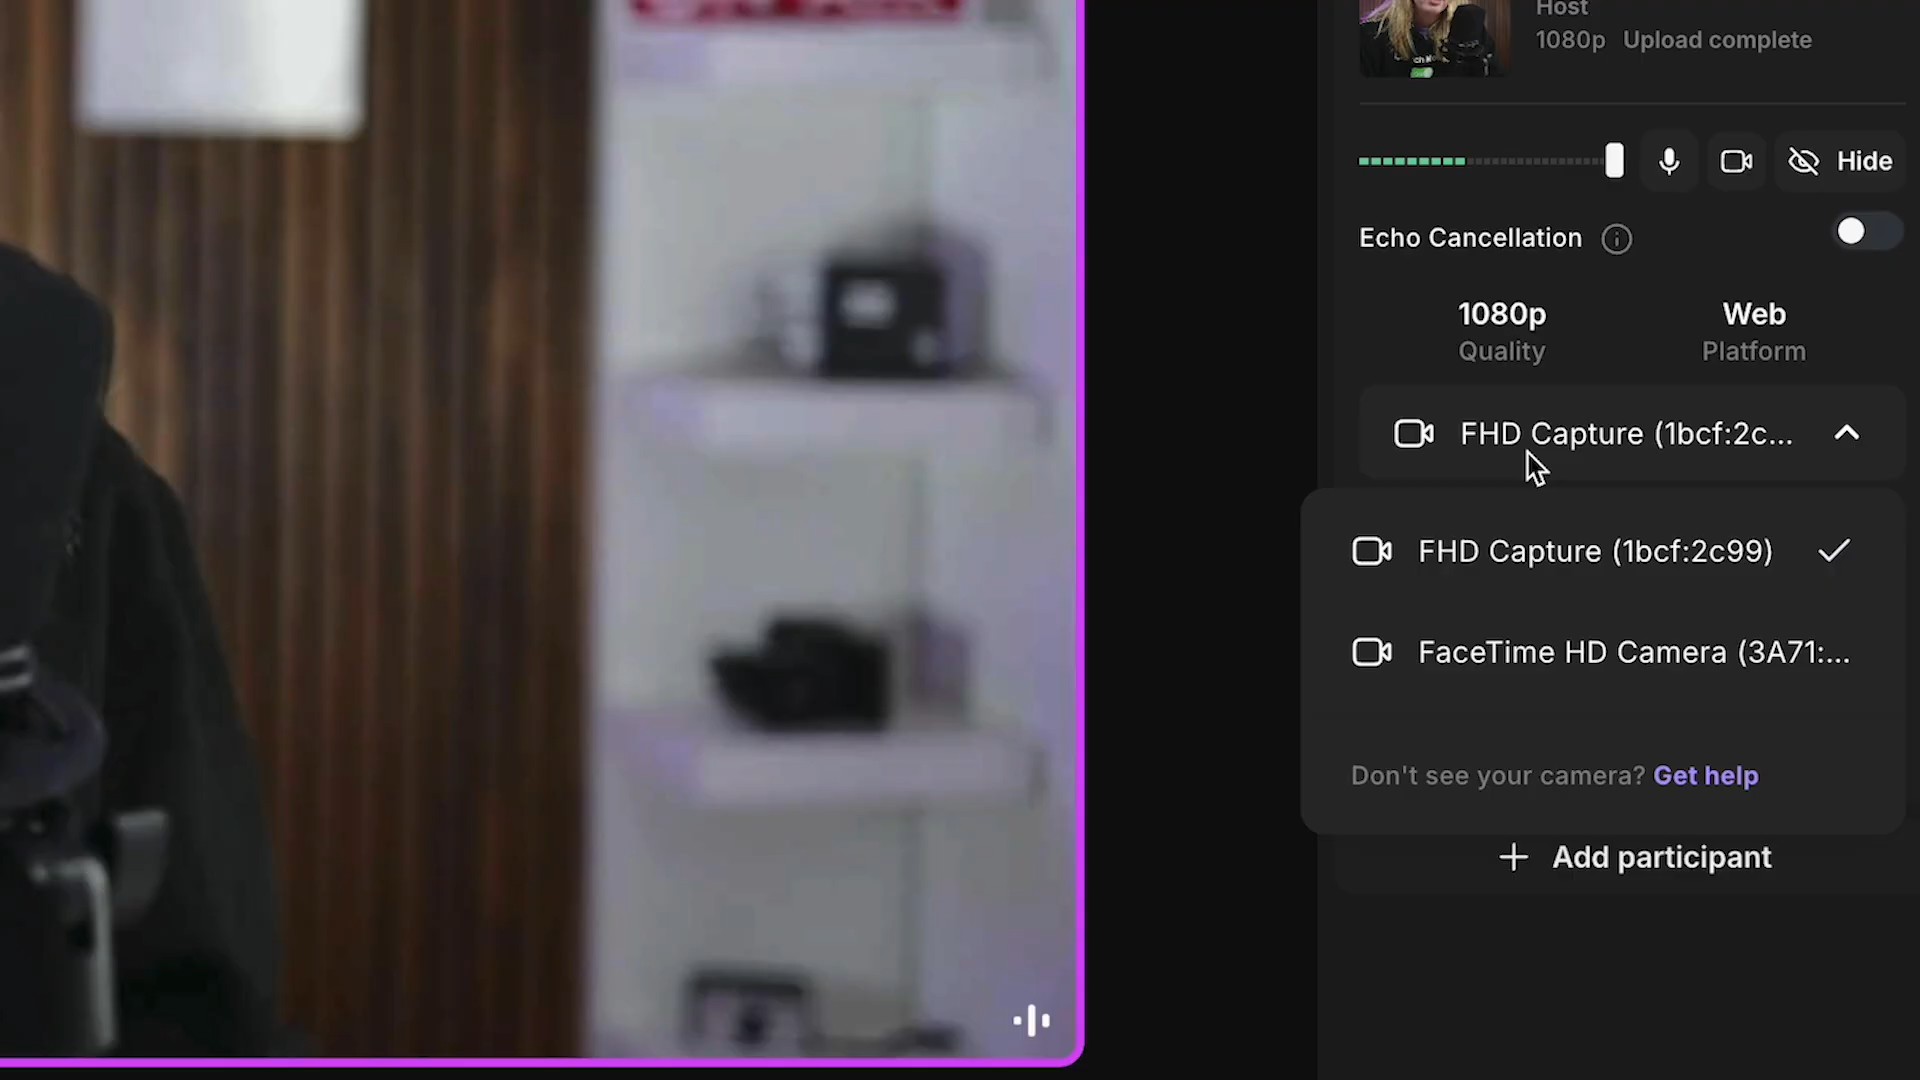 Host
1080p Upload complete
Hide
Echo Cancellation
1080p
Quality
Web
Platform
FHD Capture (1bcf:2c...
FHD Capture (1bcf:2c99)
FaceTime HD Camera (3A71:...
Don't see your camera? Get help
Add participant